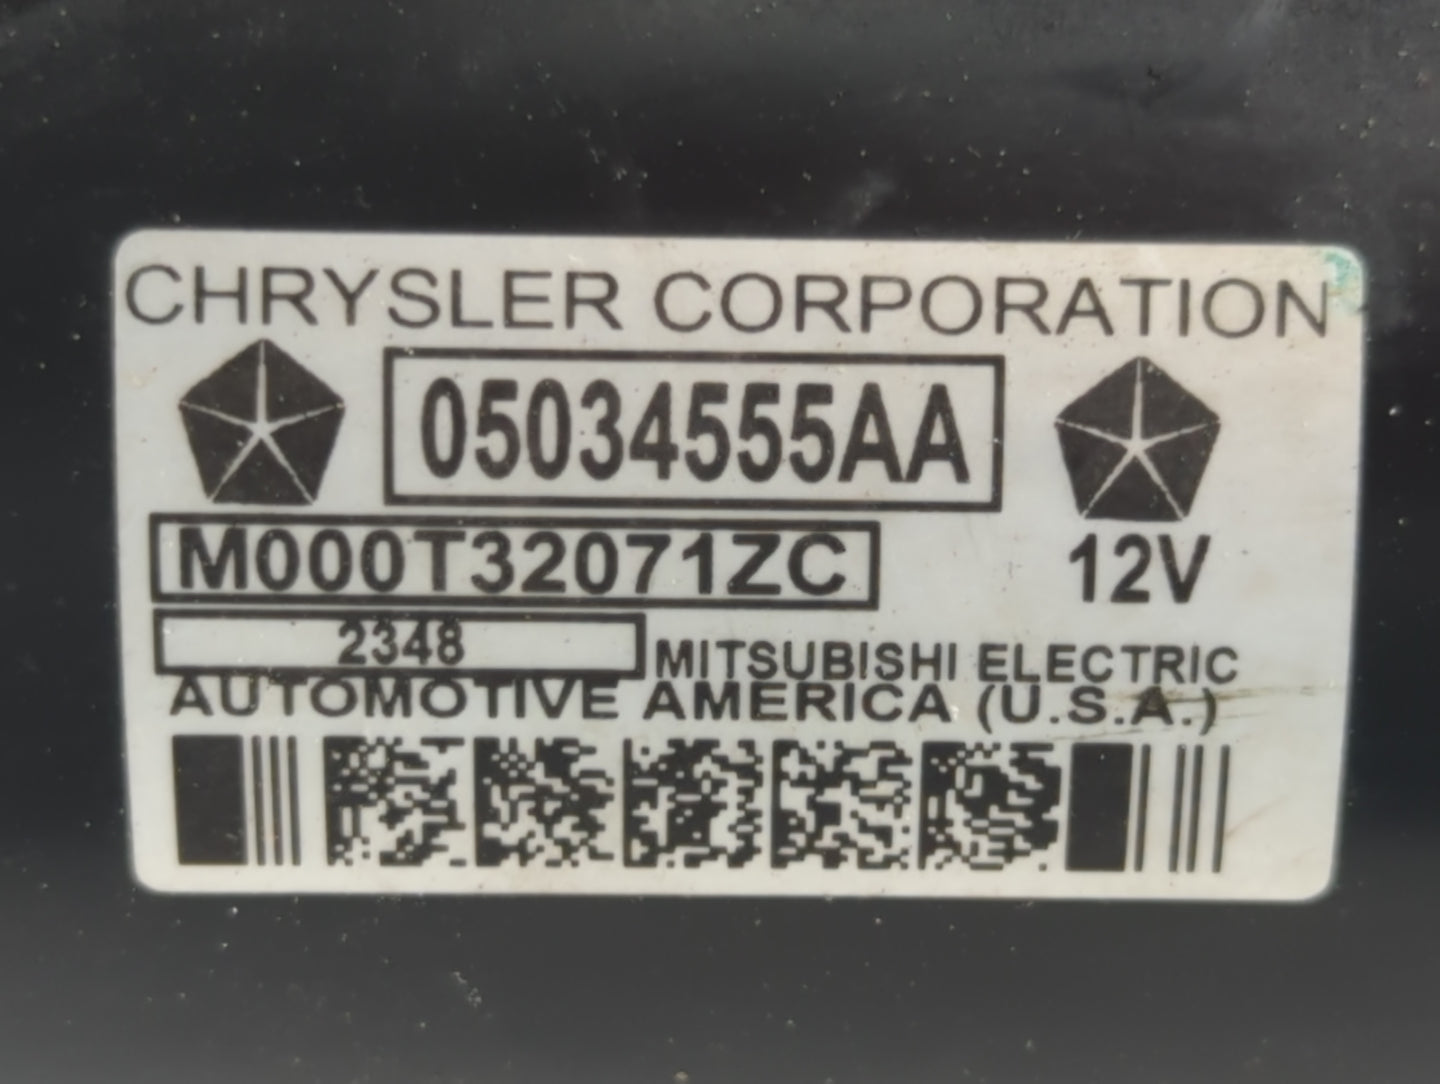 CHRYSLER CORPORATION
05034555AA
M000T32071ZC
12V
2348
MITSUBISHI ELECTRIC
AUTOMOTIVE AMERICA (U.S.A.)